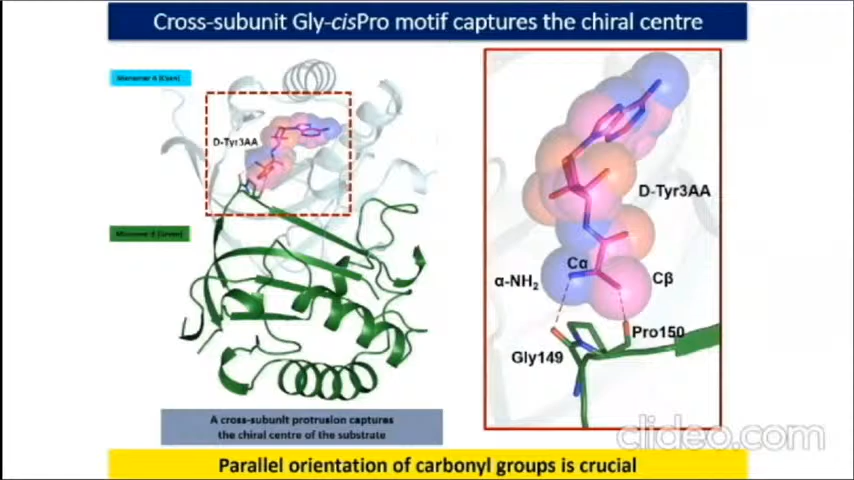 Cross-subunit Gly-cisPro motif captures the chiral centre
D-Tyr3AA
A cross-subunit protrusion captures
the chiral centre of the substrate
D-Tyr3AA
Cα
α-NH₂
Cβ
Pro150
Gly149
clideo.com
Parallel orientation of carbonyl groups is crucial